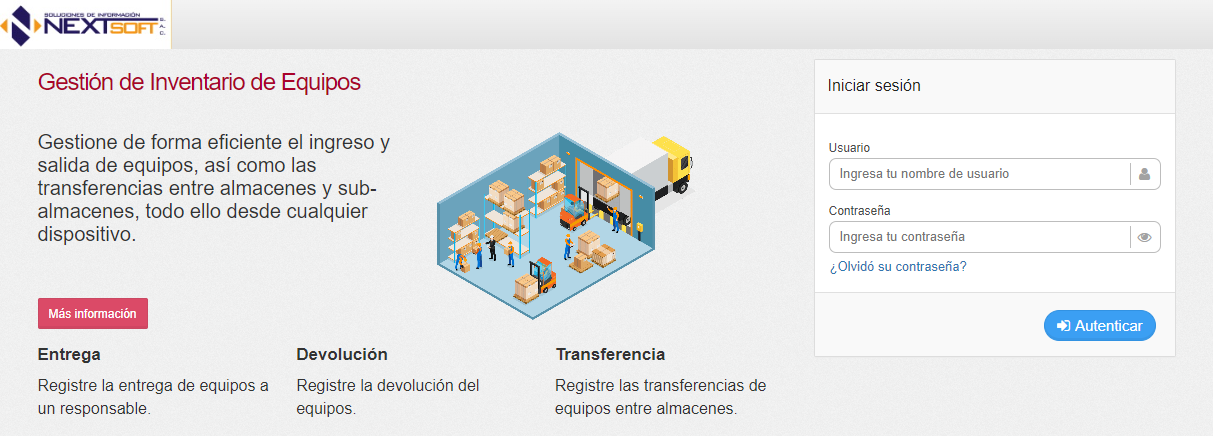 SOLUCIONES DE INFORMACIÓN
NEXTSOFT S.A.C.
Gestión de Inventario de Equipos
Gestione de forma eficiente el ingreso y
salida de equipos, así como las
transferencias entre almacenes y sub-
almacenes, todo ello desde cualquier
dispositivo.
Más información
Entrega
Registre la entrega de equipos a
un responsable.
Devolución
Registre la devolución del
equipos.
Transferencia
Registre las transferencias de
equipos entre almacenes.
Iniciar sesión
Usuario
Ingresa tu nombre de usuario
Contraseña
Ingresa tu contraseña
¿Olvidó su contraseña?
Autenticar